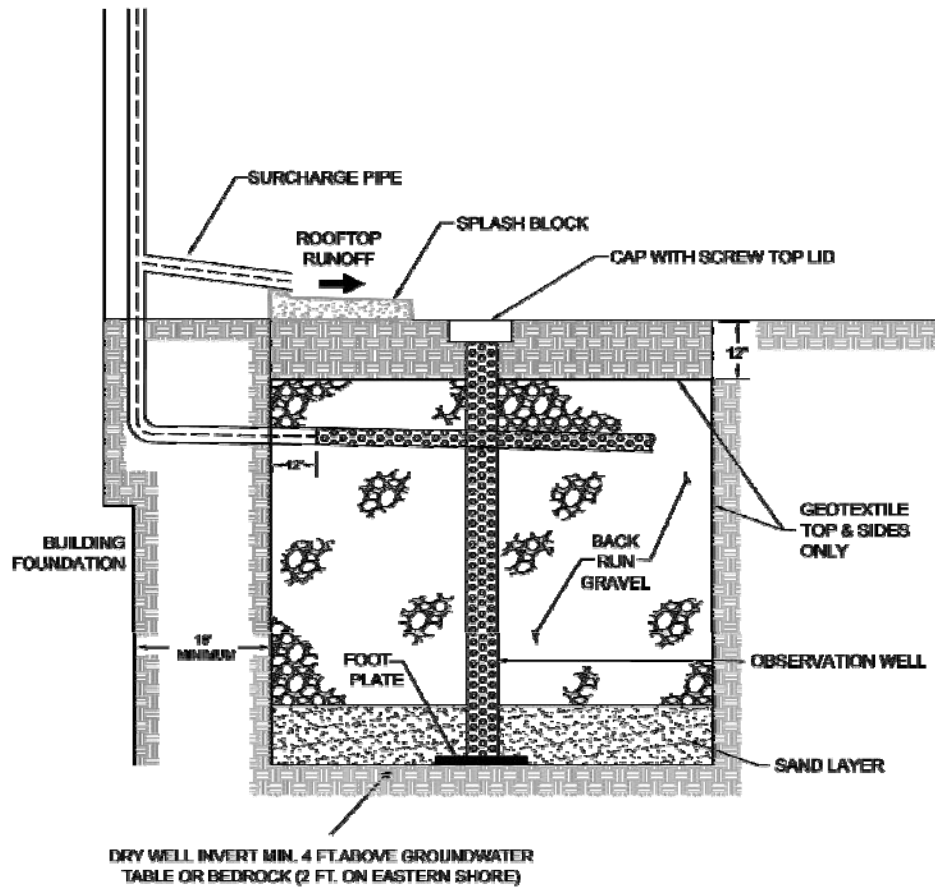 SURCHARGE PIPE
SPLASH BLOCK
ROOFTOP
RUNOFF
CAP WITH SCREW TOP LID
12"
12"
GEOTEXTILE
TOP & SIDES
ONLY
BUILDING
FOUNDATION
BACK
RUN
GRAVEL
MINIMUM
FOOT
PLATE
OBSERVATION WELL
SAND LAYER
DRY WELL INVERT MIN. 4 FT.ABOVE GROUNDWATER
TABLE OR BEDROCK (2 FT. ON EASTERN SHORE)